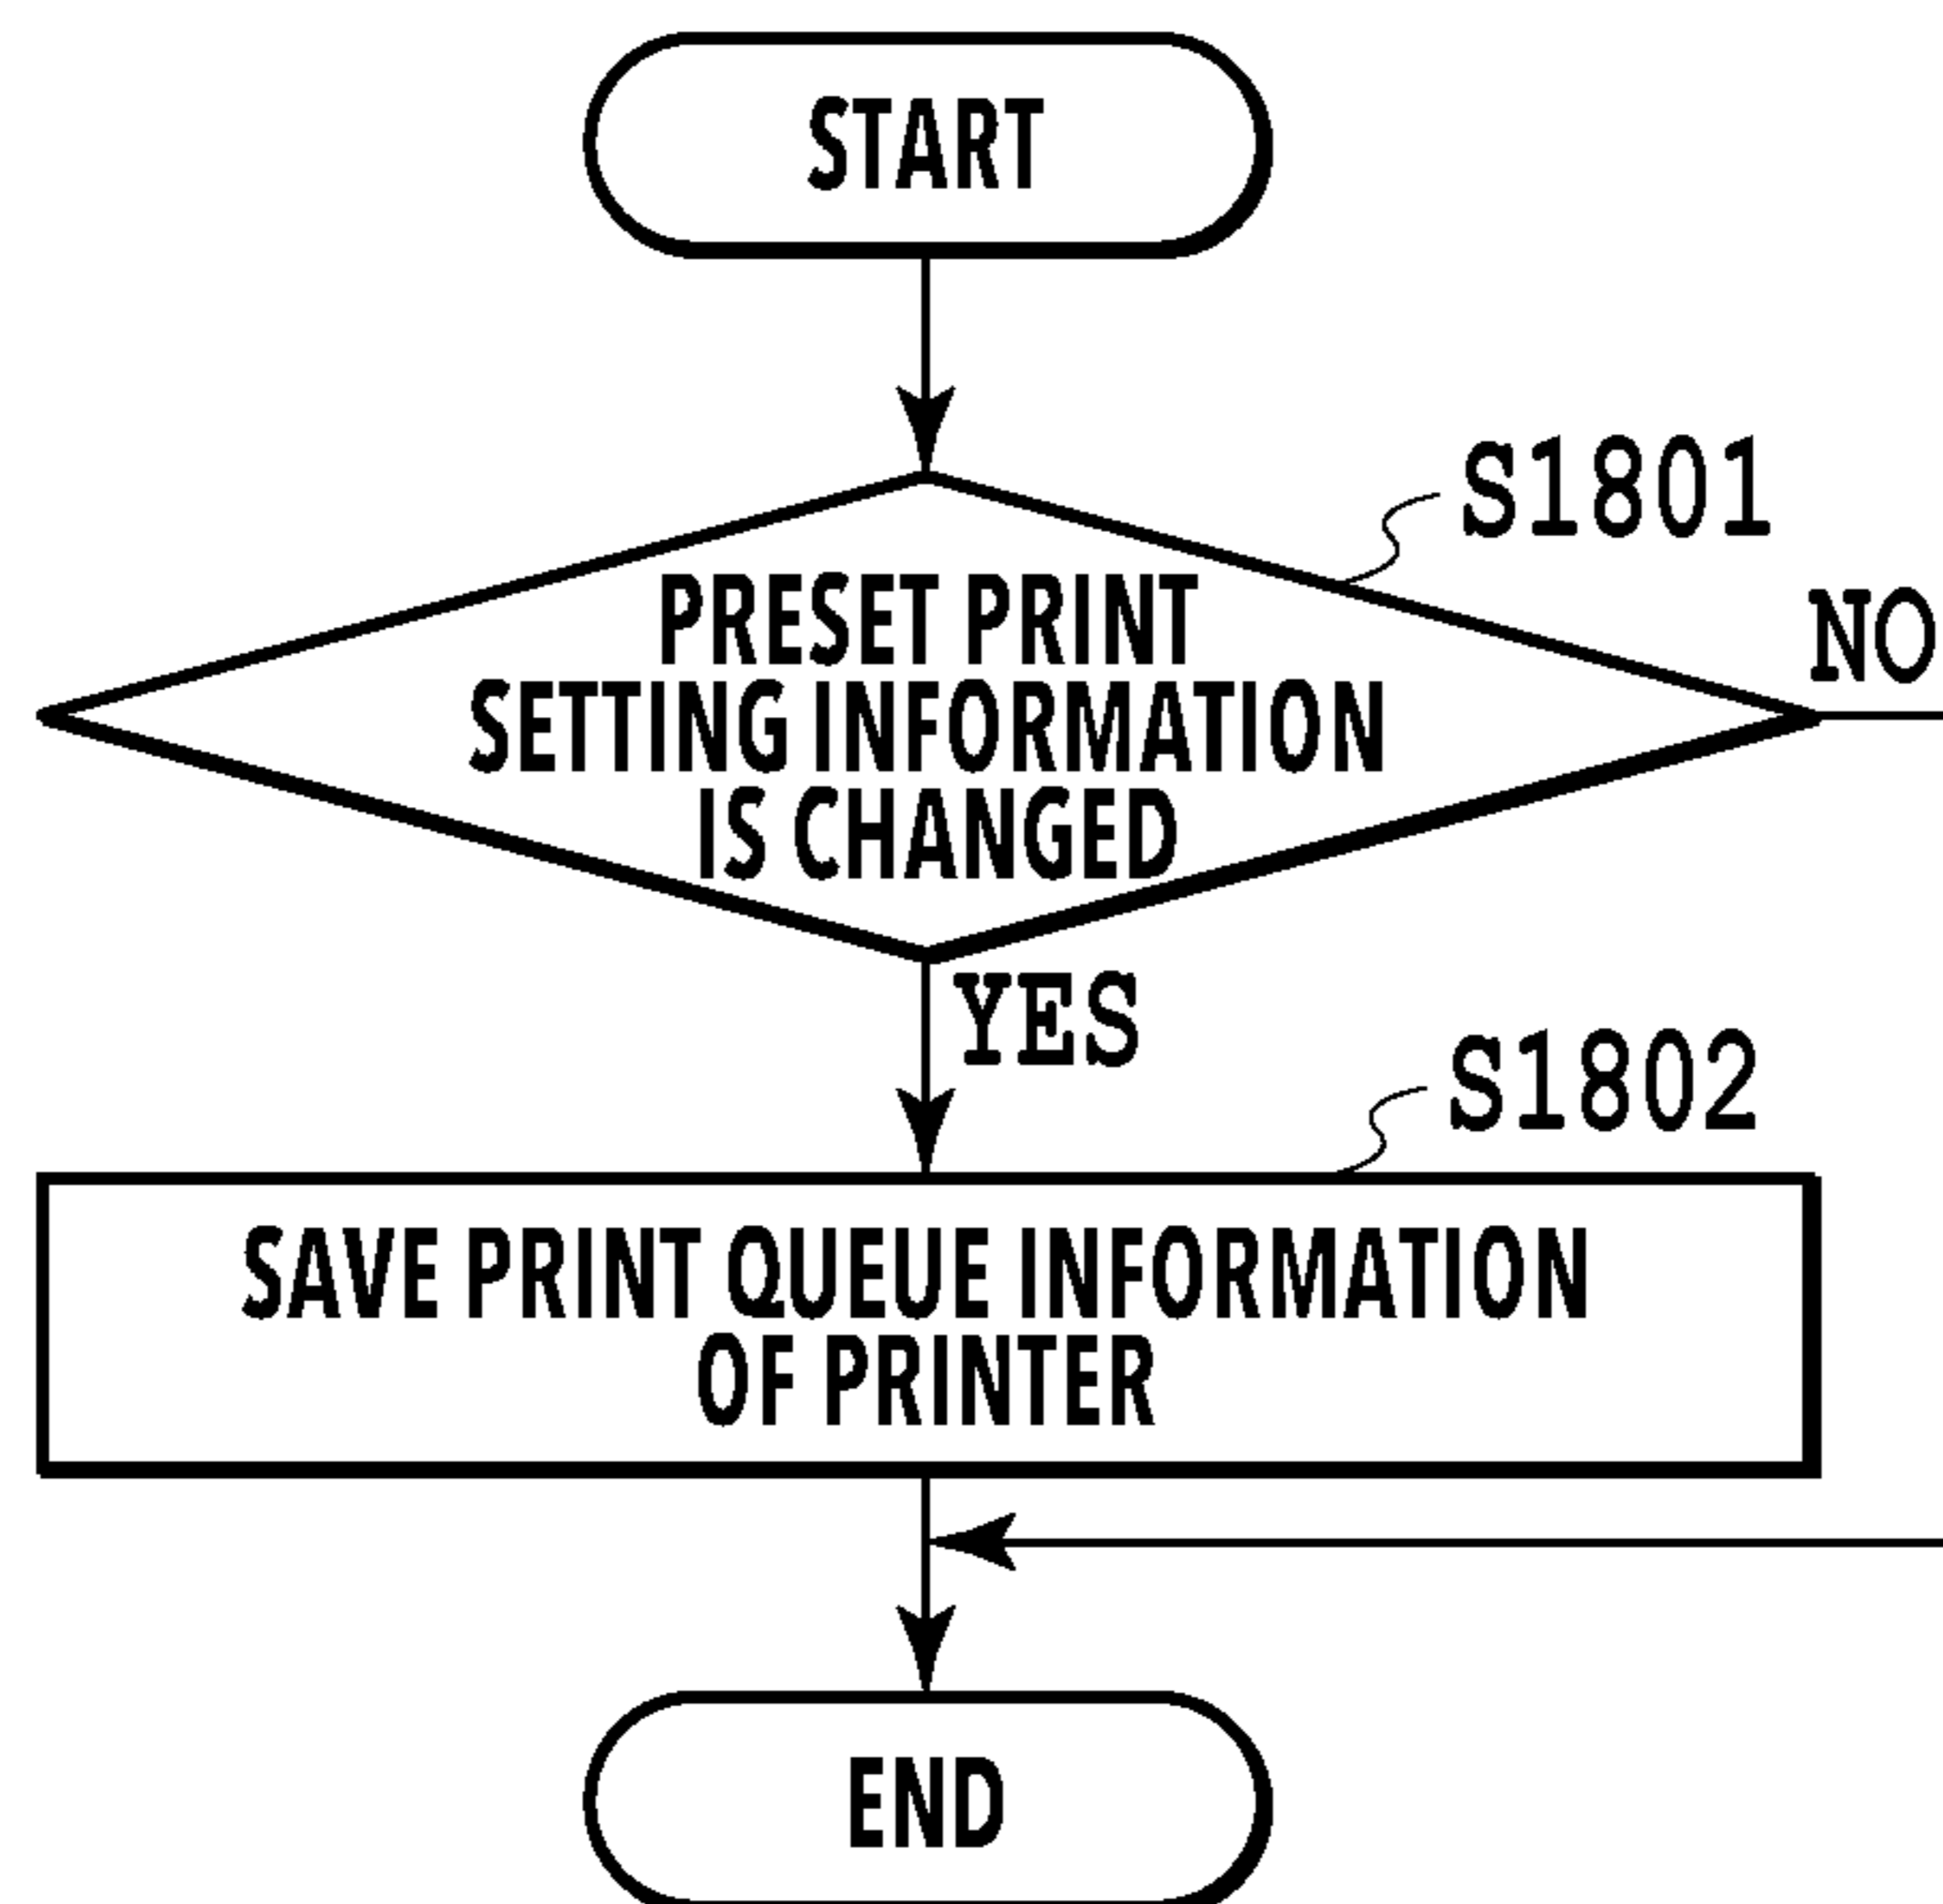 START
S1801
PRESET PRINT
SETTING INFORMATION
IS CHANGED
NO
YES
S1802
SAVE PRINT QUEUE INFORMATION
OF PRINTER
END